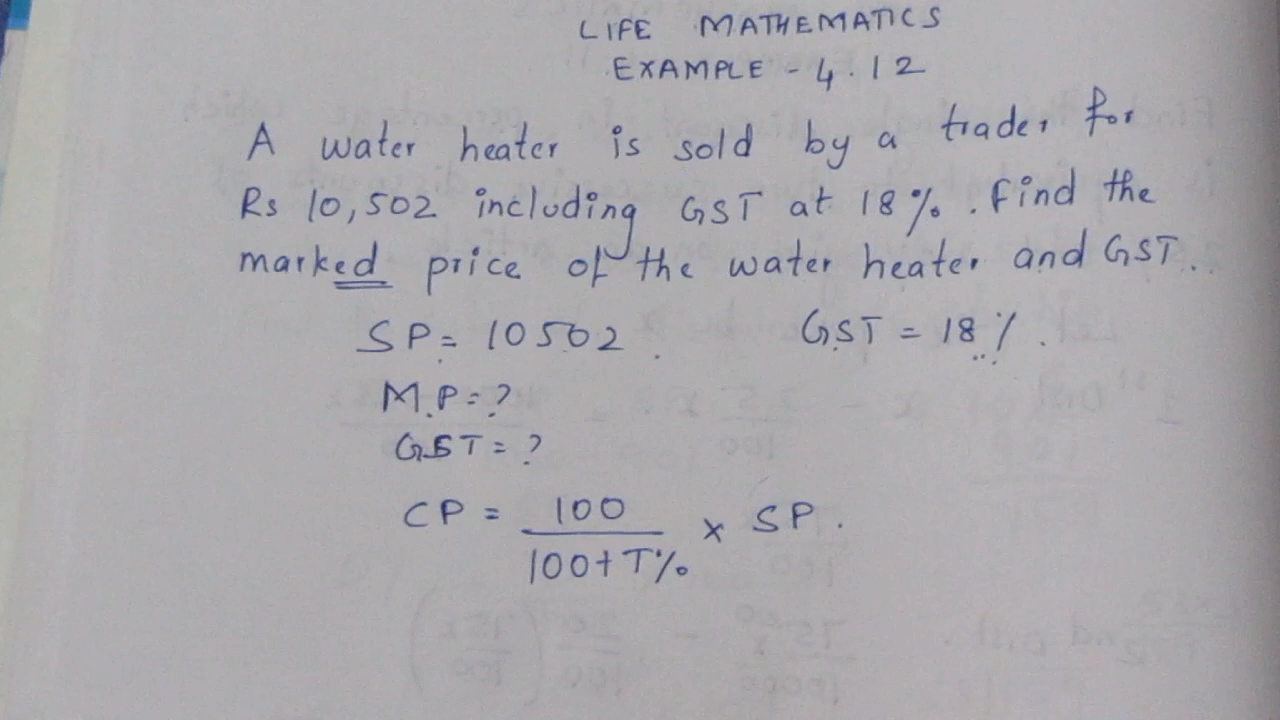 LIFE MATHEMATICS
EXAMPLE - 4.12
A water heater is sold by a trader for
Rs 10,502 including GST at 18%. find the
marked price of the water heater and GST.
SP = 10502. GST = 18%.
M.P = ?
GST = ?
CP = 100 / 100+T% × SP.